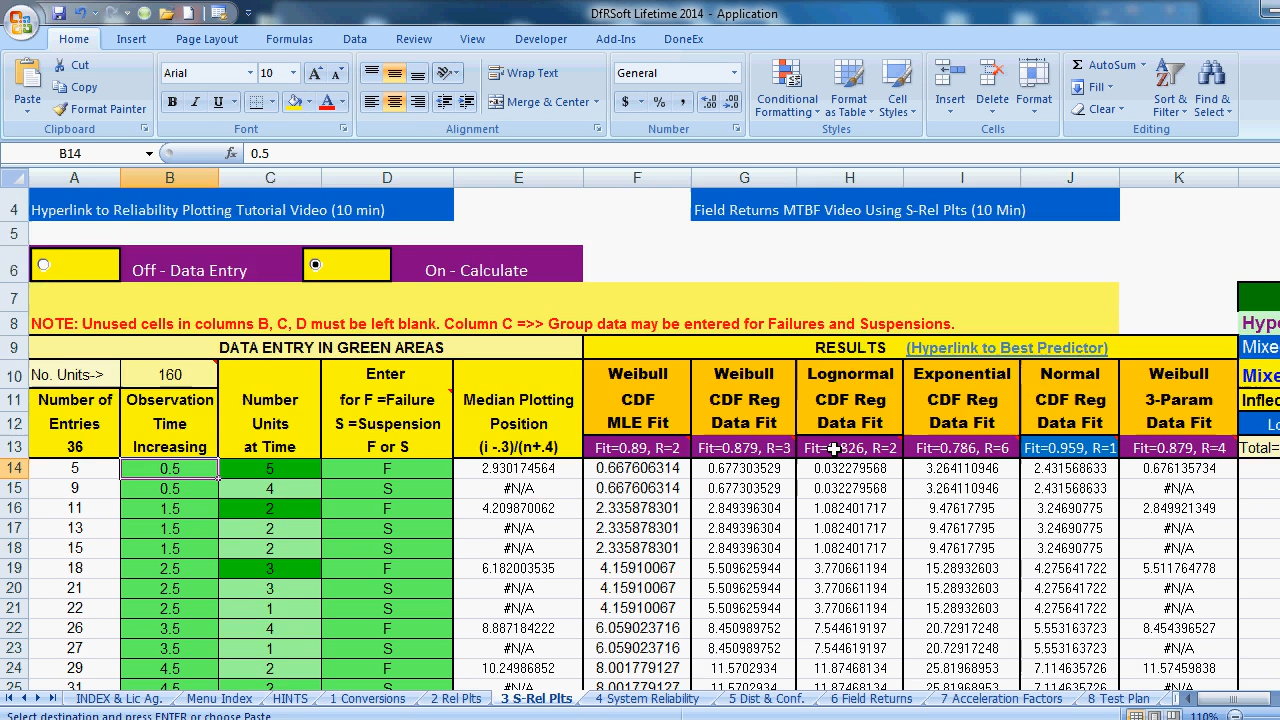 DfRSoft Lifetime 2014 - Application
Home Insert Page Layout Formulas Data Review View Developer Add-Ins DoneEx
Paste Cut Copy Format Painter Clipboard
Arial 10 A A B I U Font
Wrap Text Merge & Center Alignment
General $ % , Number
Conditional Formatting Format as Table Cell Styles Styles
Insert Delete Format Cells
Σ AutoSum Fill Clear Sort & Filter Find & Select Editing
B14 fx 0.5
A B C D E F G H I J K
4 Hyperlink to Reliability Plotting Tutorial Video (10 min) Field Returns MTBF Video Using S-Rel Plts (10 Min)
5
6 Off - Data Entry On - Calculate
7
8 NOTE: Unused cells in columns B, C, D must be left blank. Column C =>> Group data may be entered for Failures and Suspensions. Hype
9 DATA ENTRY IN GREEN AREAS RESULTS (Hyperlink to Best Predictor) Mixe
10 No. Units-> 160 Enter Weibull Weibull Lognormal Exponential Normal Weibull Mixe
11 Number of Observation Number for F =Failure Median Plotting CDF CDF Reg CDF Reg CDF Reg CDF Reg 3-Param Inflec
12 Entries Time Units S =Suspension Position MLE Fit Data Fit Data Fit Data Fit Data Fit Data Fit Lo
13 36 Increasing at Time F or S (i -.3)/(n+.4) Fit=0.89, R=2 Fit=0.879, R=3 Fit= 826, R=2 Fit=0.786, R=6 Fit=0.959, R=1 Fit=0.879, R=4 Total=
14 5 0.5 5 F 2.930174564 0.667606314 0.677303529 0.032279568 3.264110946 2.431568633 0.676135734
15 9 0.5 4 S #N/A 0.667606314 0.677303529 0.032279568 3.264110946 2.431568633 #N/A
16 11 1.5 2 F 4.209870062 2.335878301 2.849396304 1.082401717 9.47617795 3.24690775 2.849921349
17 13 1.5 2 S #N/A 2.335878301 2.849396304 1.082401717 9.47617795 3.24690775 #N/A
18 15 1.5 2 S #N/A 2.335878301 2.849396304 1.082401717 9.47617795 3.24690775 #N/A
19 18 2.5 3 F 6.182003535 4.15910067 5.509625944 3.770661194 15.28932603 4.275641722 5.511764778
20 21 2.5 3 S #N/A 4.15910067 5.509625944 3.770661194 15.28932603 4.275641722 #N/A
21 22 2.5 1 S #N/A 4.15910067 5.509625944 3.770661194 15.28932603 4.275641722 #N/A
22 26 3.5 4 F 8.887184222 6.059023716 8.450989752 7.544619197 20.72917248 5.553163723 8.454396527
23 27 3.5 1 S #N/A 6.059023716 8.450989752 7.544619197 20.72917248 5.553163723 #N/A
24 29 4.5 2 F 10.24986852 8.001779127 11.5702934 11.87468134 25.81968964 7.114635726 11.57459838
25 31 4.5 2 S #N/A 8.001779127 11.5702934 11.87468134 25.81968964 7.114635726 #N/A
INDEX & Lic Ag. Menu Index HINTS 1 Conversions 2 Rel Plts 3 S-Rel Plts 4 System Reliability 5 Dist & Conf. 6 Field Returns 7 Acceleration Factors 8 Test Plan
Select destination and press ENTER or choose Paste 110%